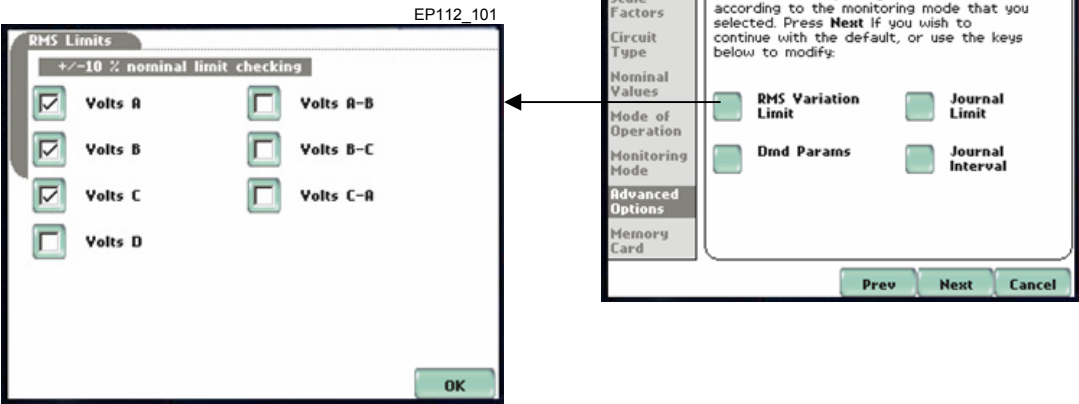 EP112_101
RMS Limits
+/-10 % nominal limit checking
Volts A
Volts A-B
Volts B
Volts B-C
Volts C
Volts C-A
Volts D
OK
Factors
Circuit
Type
Nominal
Values
Mode of
Operation
Monitoring
Mode
Advanced
Options
Memory
Card
according to the monitoring mode that you
selected. Press Next If you wish to
continue with the default, or use the keys
below to modify:
RMS Variation
Limit
Journal
Limit
Dmd Params
Journal
Interval
Prev
Next
Cancel